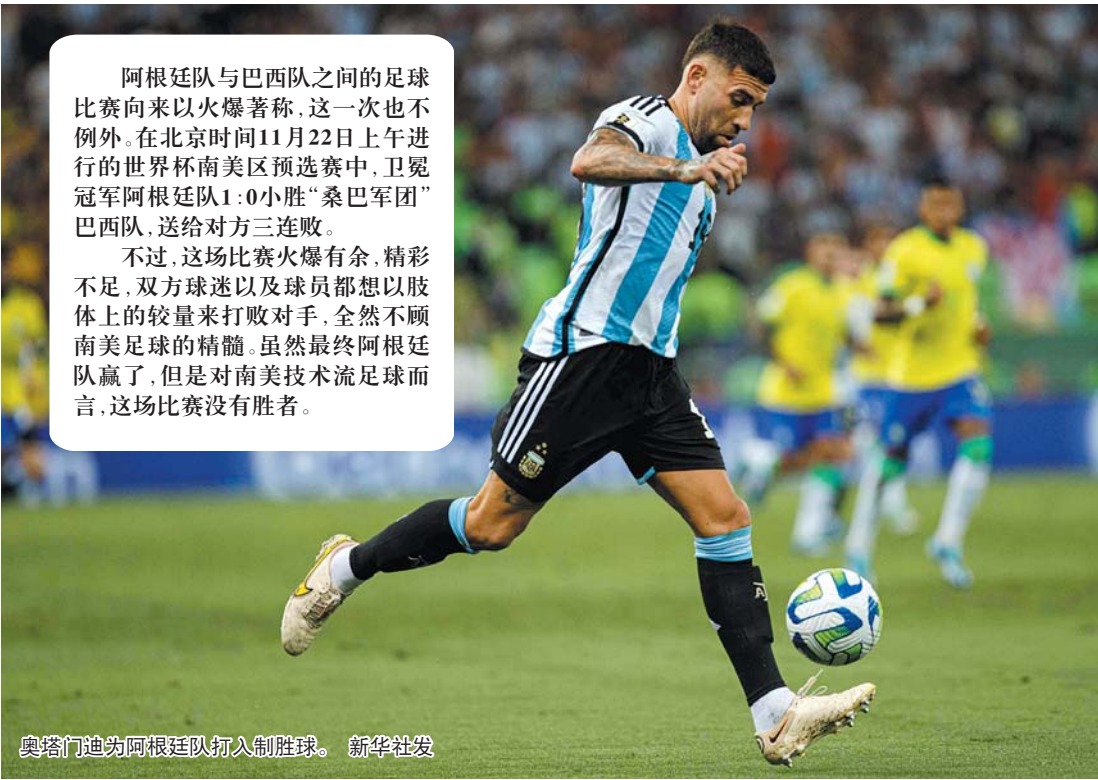 阿根廷队与巴西队之间的足球
比赛向来以火爆著称,这一次也不
例外。在北京时间11月22日上午进
行的世界杯南美区预选赛中,卫冕
冠军阿根廷队1:0小胜“桑巴军团”
巴西队,送给对方三连败。
不过,这场比赛火爆有余,精彩
不足,双方球迷以及球员都想以肢
体上的较量来打败对手,全然不顾
南美足球的精髓。虽然最终阿根廷
队赢了,但是对南美技术流足球而
言,这场比赛没有胜者。
奥塔门迪为阿根廷队打入制胜球。 新华社发